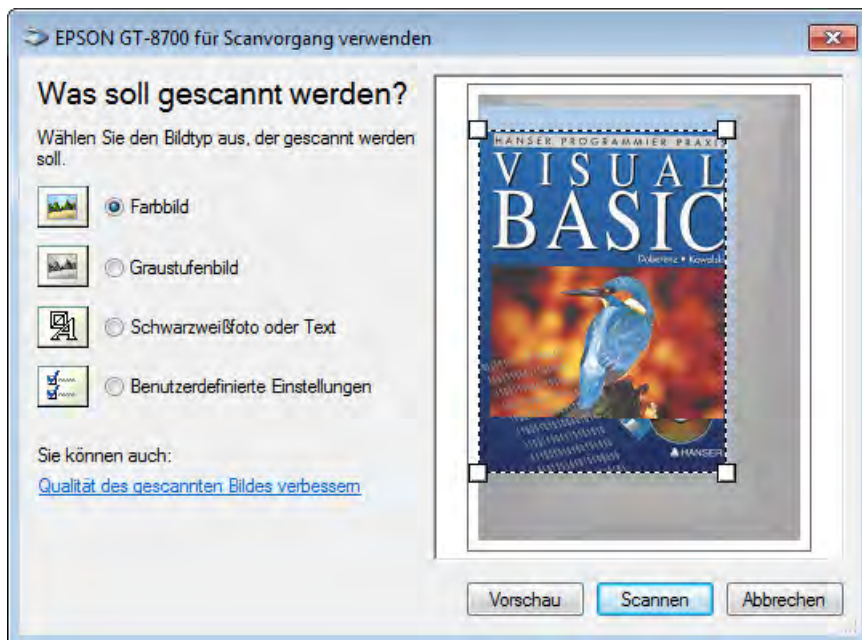 EPSON GT-8700 für Scanvorgang verwenden
Was soll gescannt werden?
Wählen Sie den Bildtyp aus, der gescannt werden
soll.
Farbbild
Graustufenbild
Schwarzweißfoto oder Text
Benutzerdefinierte Einstellungen
Sie können auch:
Qualität des gescannten Bildes verbessern
HANSER PROGRAMMIER PRAXIS
VISUAL
BASIC
Doberenz • Kowalski
HANSER
Vorschau
Scannen
Abbrechen